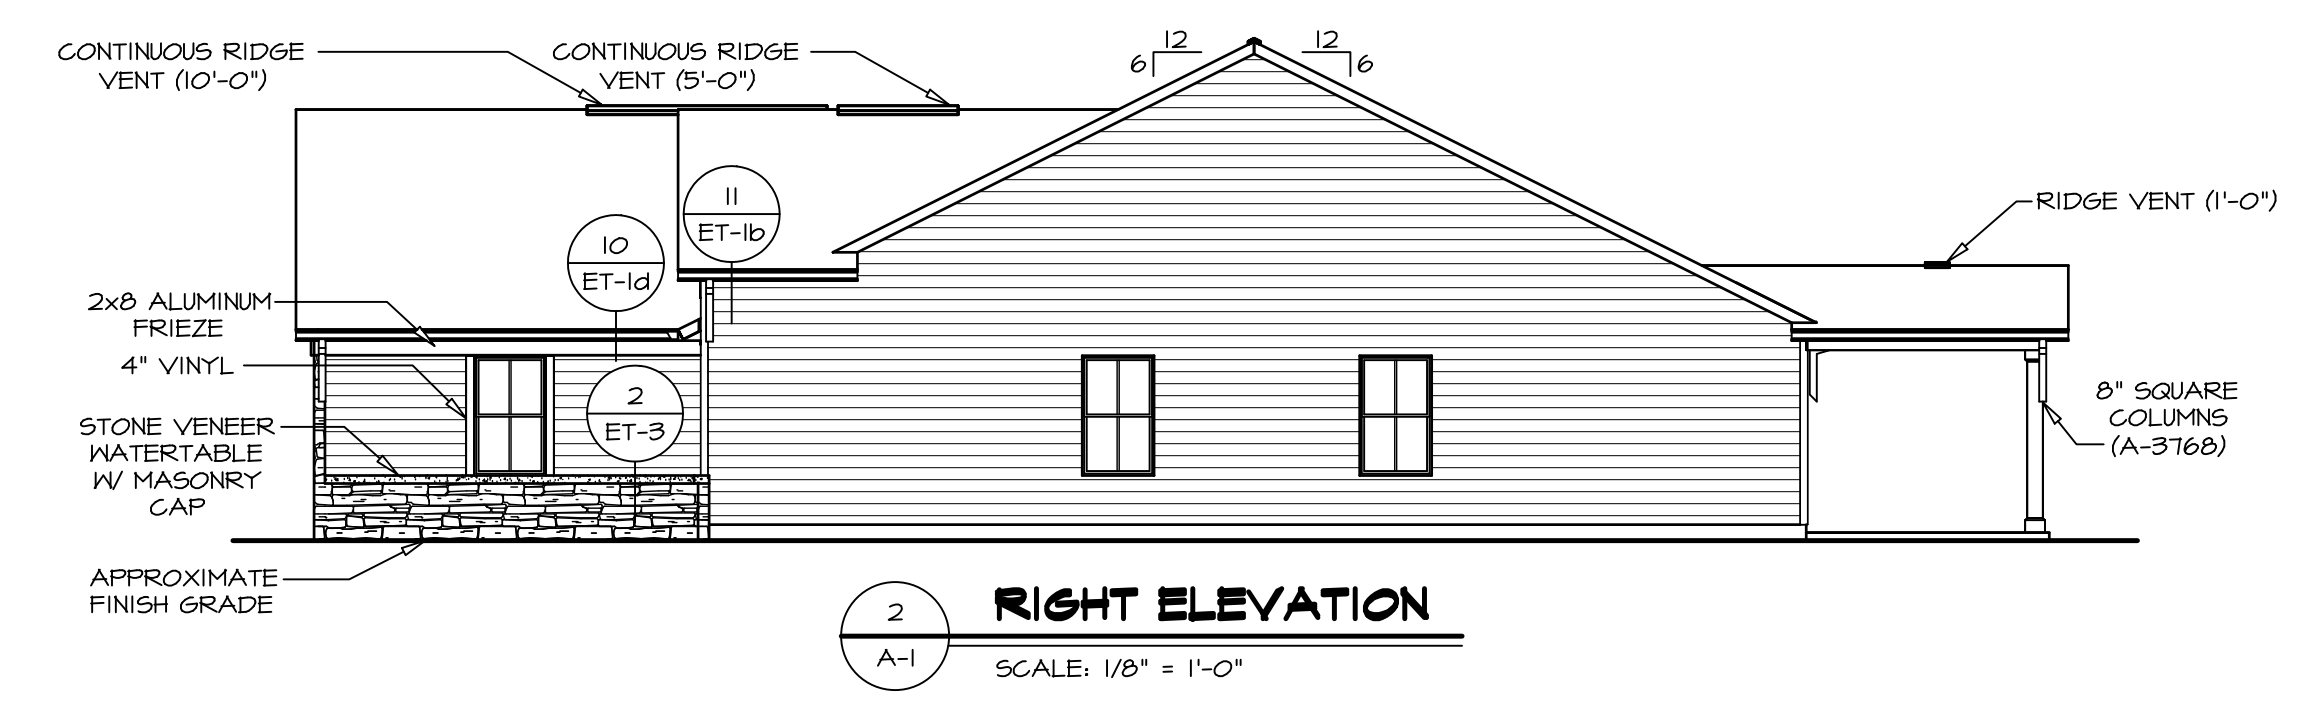 CONTINUOUS RIDGE
VENT (10'-0")
CONTINUOUS RIDGE
VENT (5'-0")
12
6
12
6
RIDGE VENT (1'-0")
11
ET-1b
10
ET-1d
2x8 ALUMINUM
FRIEZE
4" VINYL
2
ET-3
STONE VENEER
WATERTABLE
W/ MASONRY
CAP
8" SQUARE
COLUMNS
(A-3768)
APPROXIMATE
FINISH GRADE
2
A-1
RIGHT ELEVATION
SCALE: 1/8" = 1'-0"